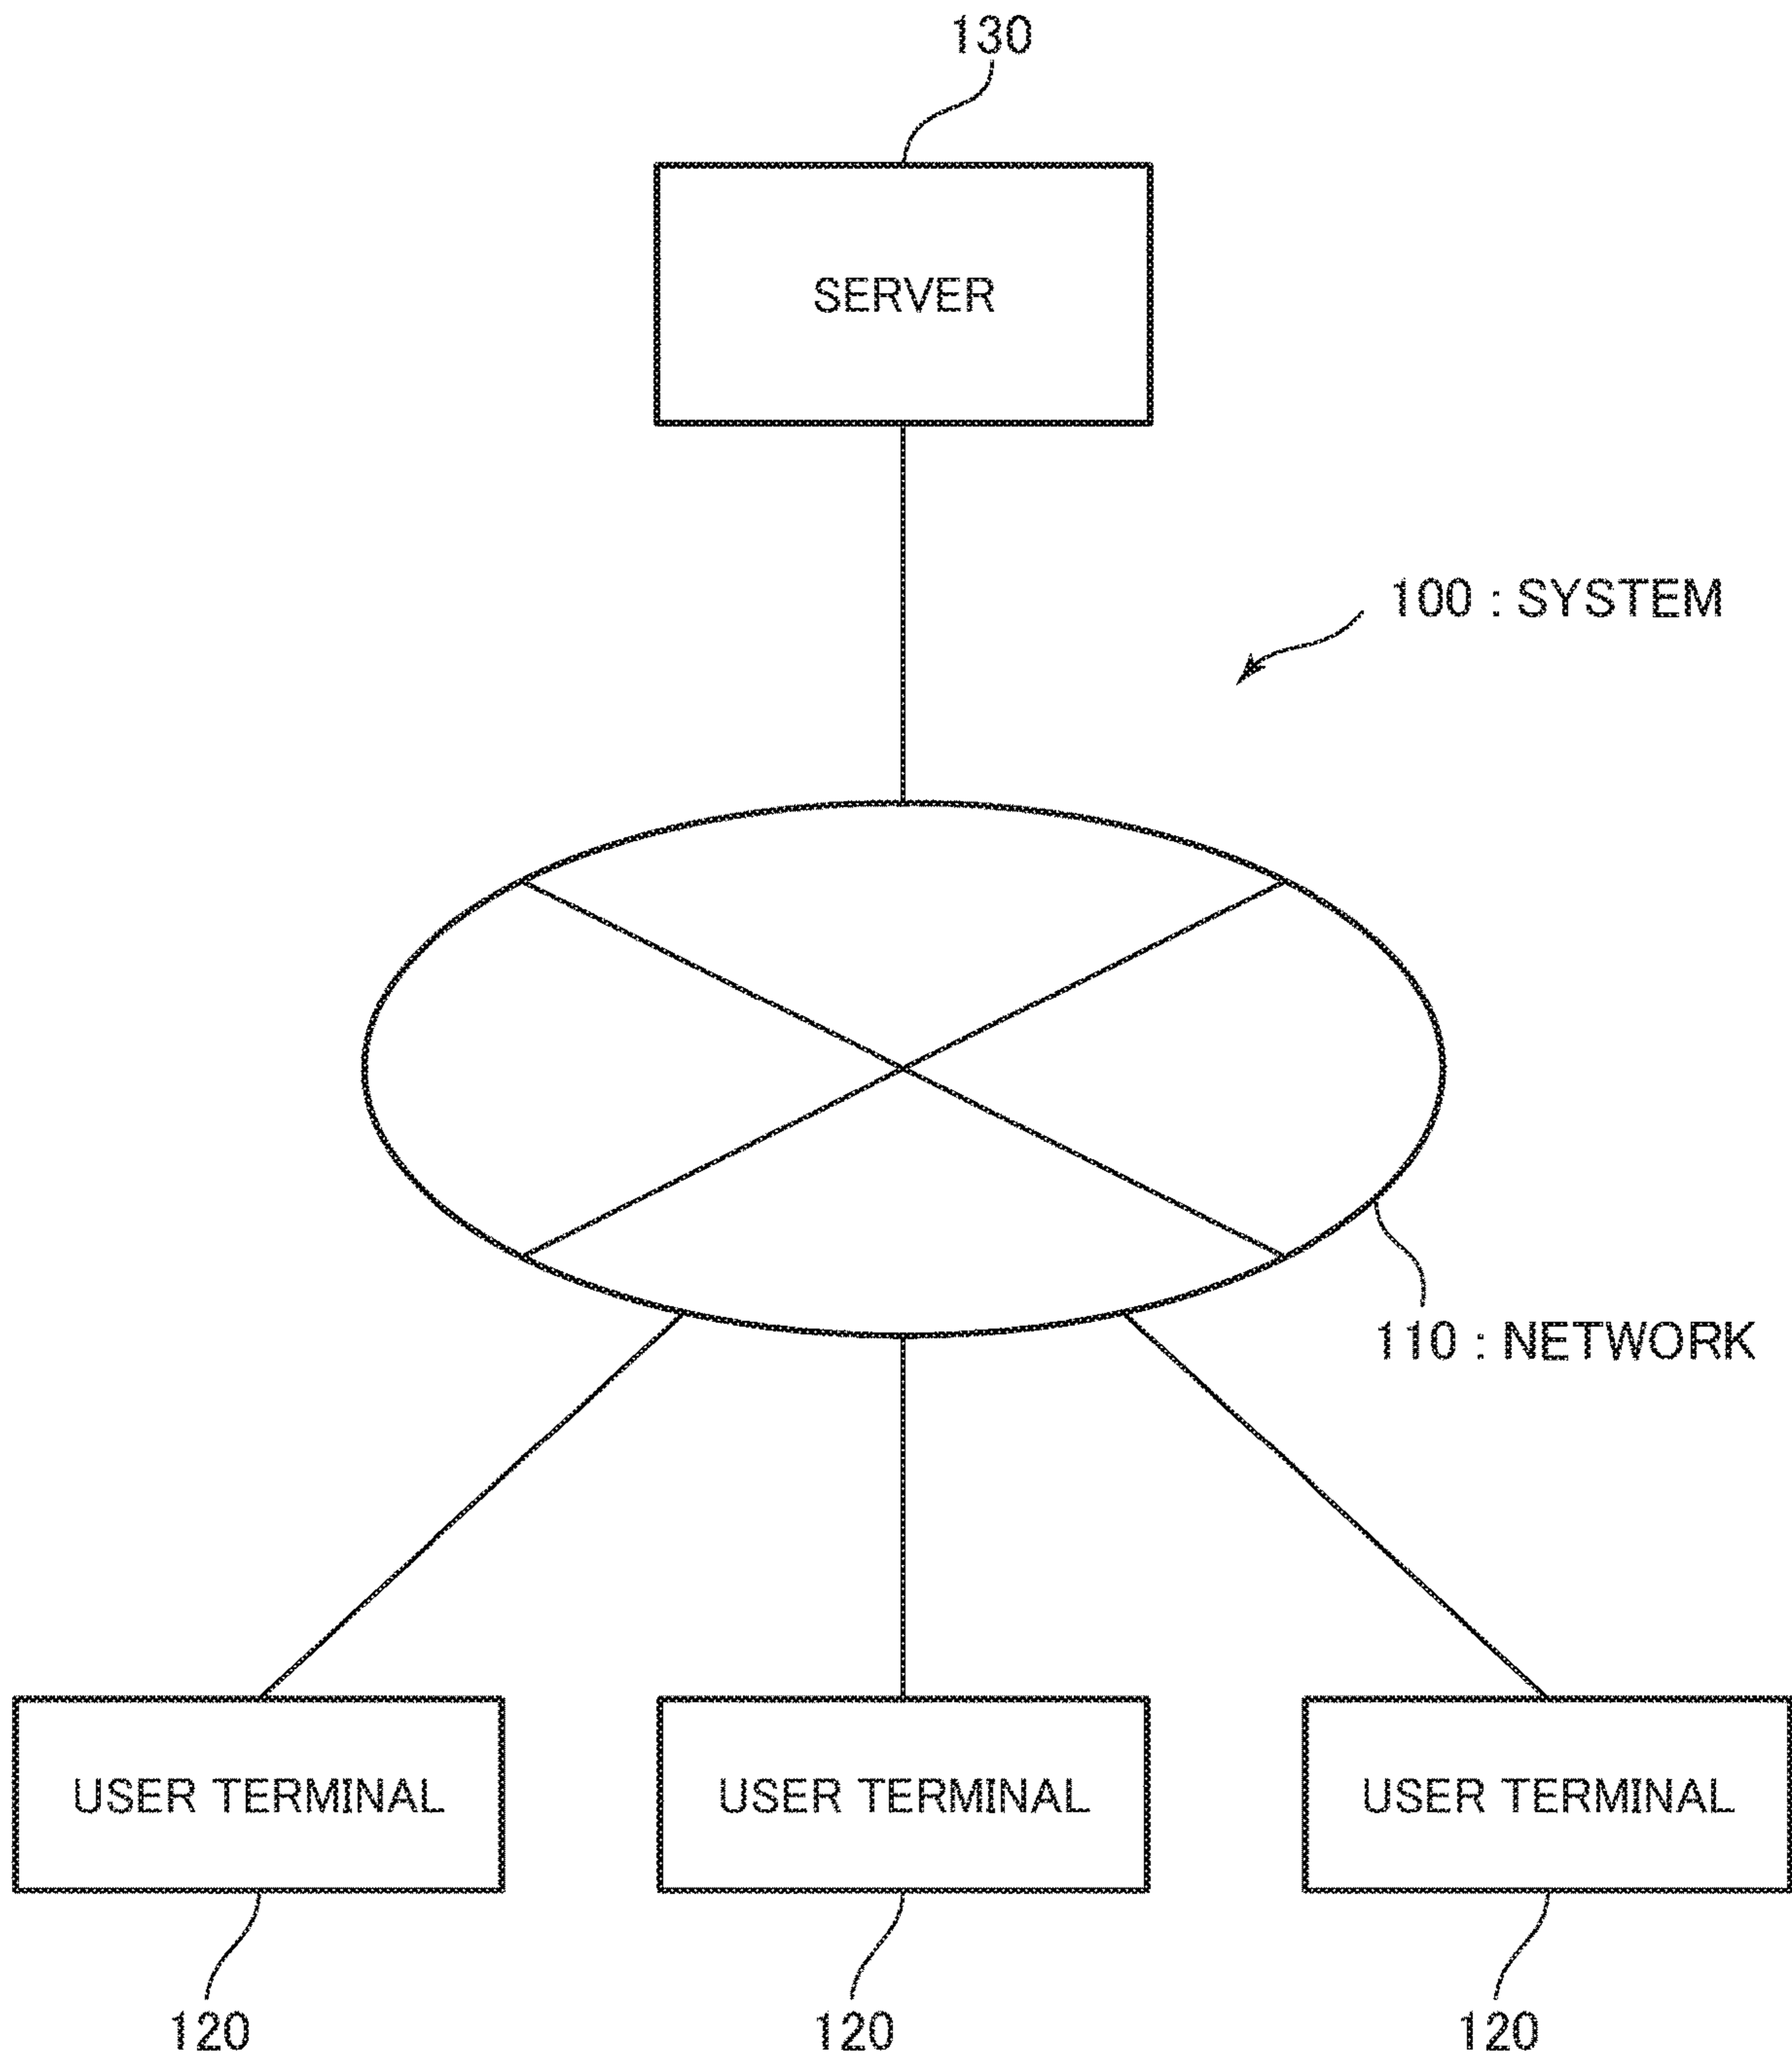 130
SERVER
100 : SYSTEM
110 : NETWORK
USER TERMINAL
USER TERMINAL
USER TERMINAL
120
120
120